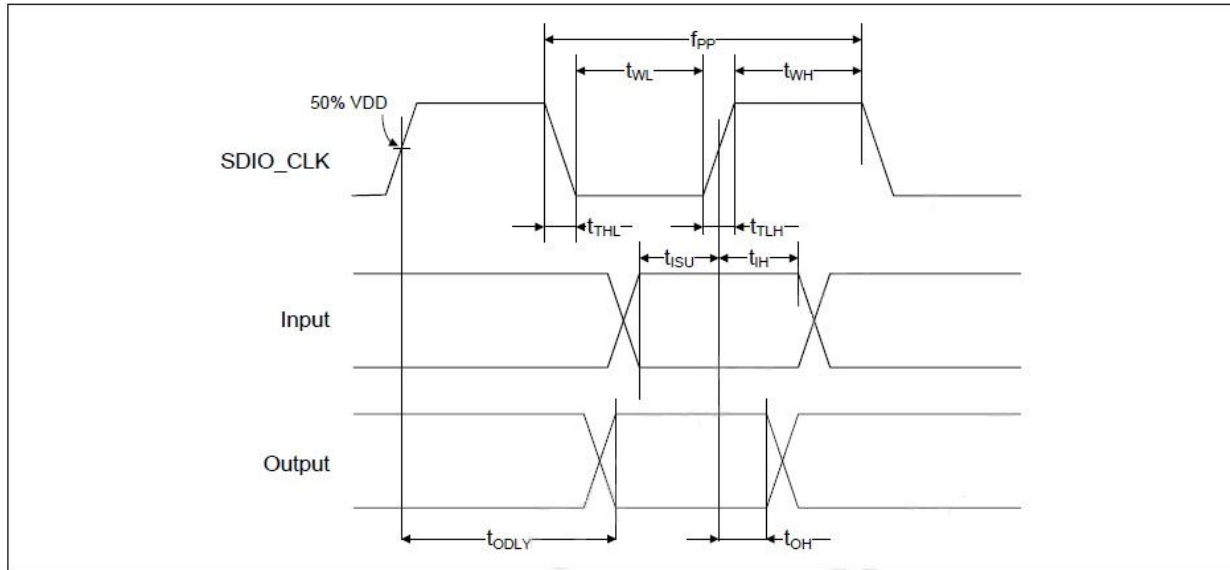 fPP
tWL
tWH
50% VDD
SDIO_CLK
tTHL
tTLH
tISU
tIH
Input
Output
tODLY
tOH